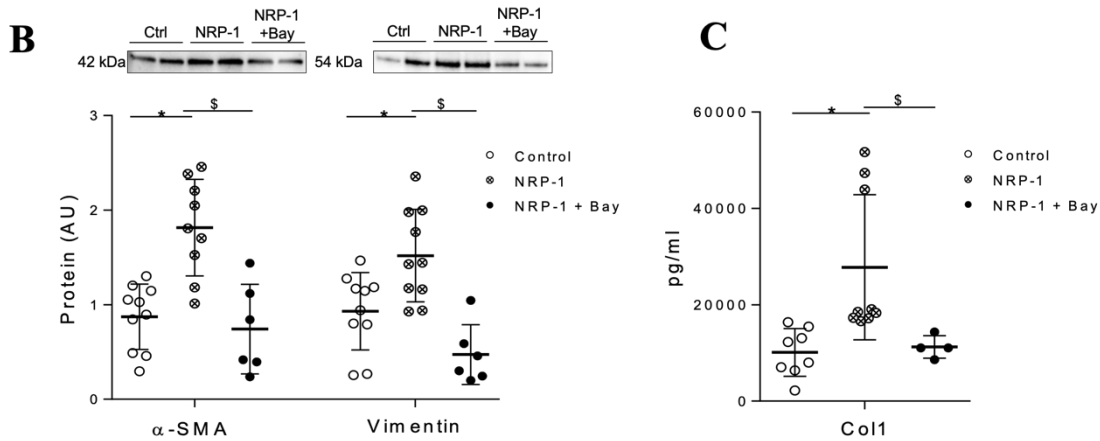 B
Ctrl NRP-1 NRP-1
+Bay
42 kDa
Ctrl NRP-1 NRP-1
+Bay
54 kDa
* $ * $
3
2
1
0
Protein (AU)
α-SMA Vimentin
Control
NRP-1
NRP-1 + Bay
C
* $
60000
40000
20000
0
pg/ml
Col1
Control
NRP-1
NRP-1 + Bay